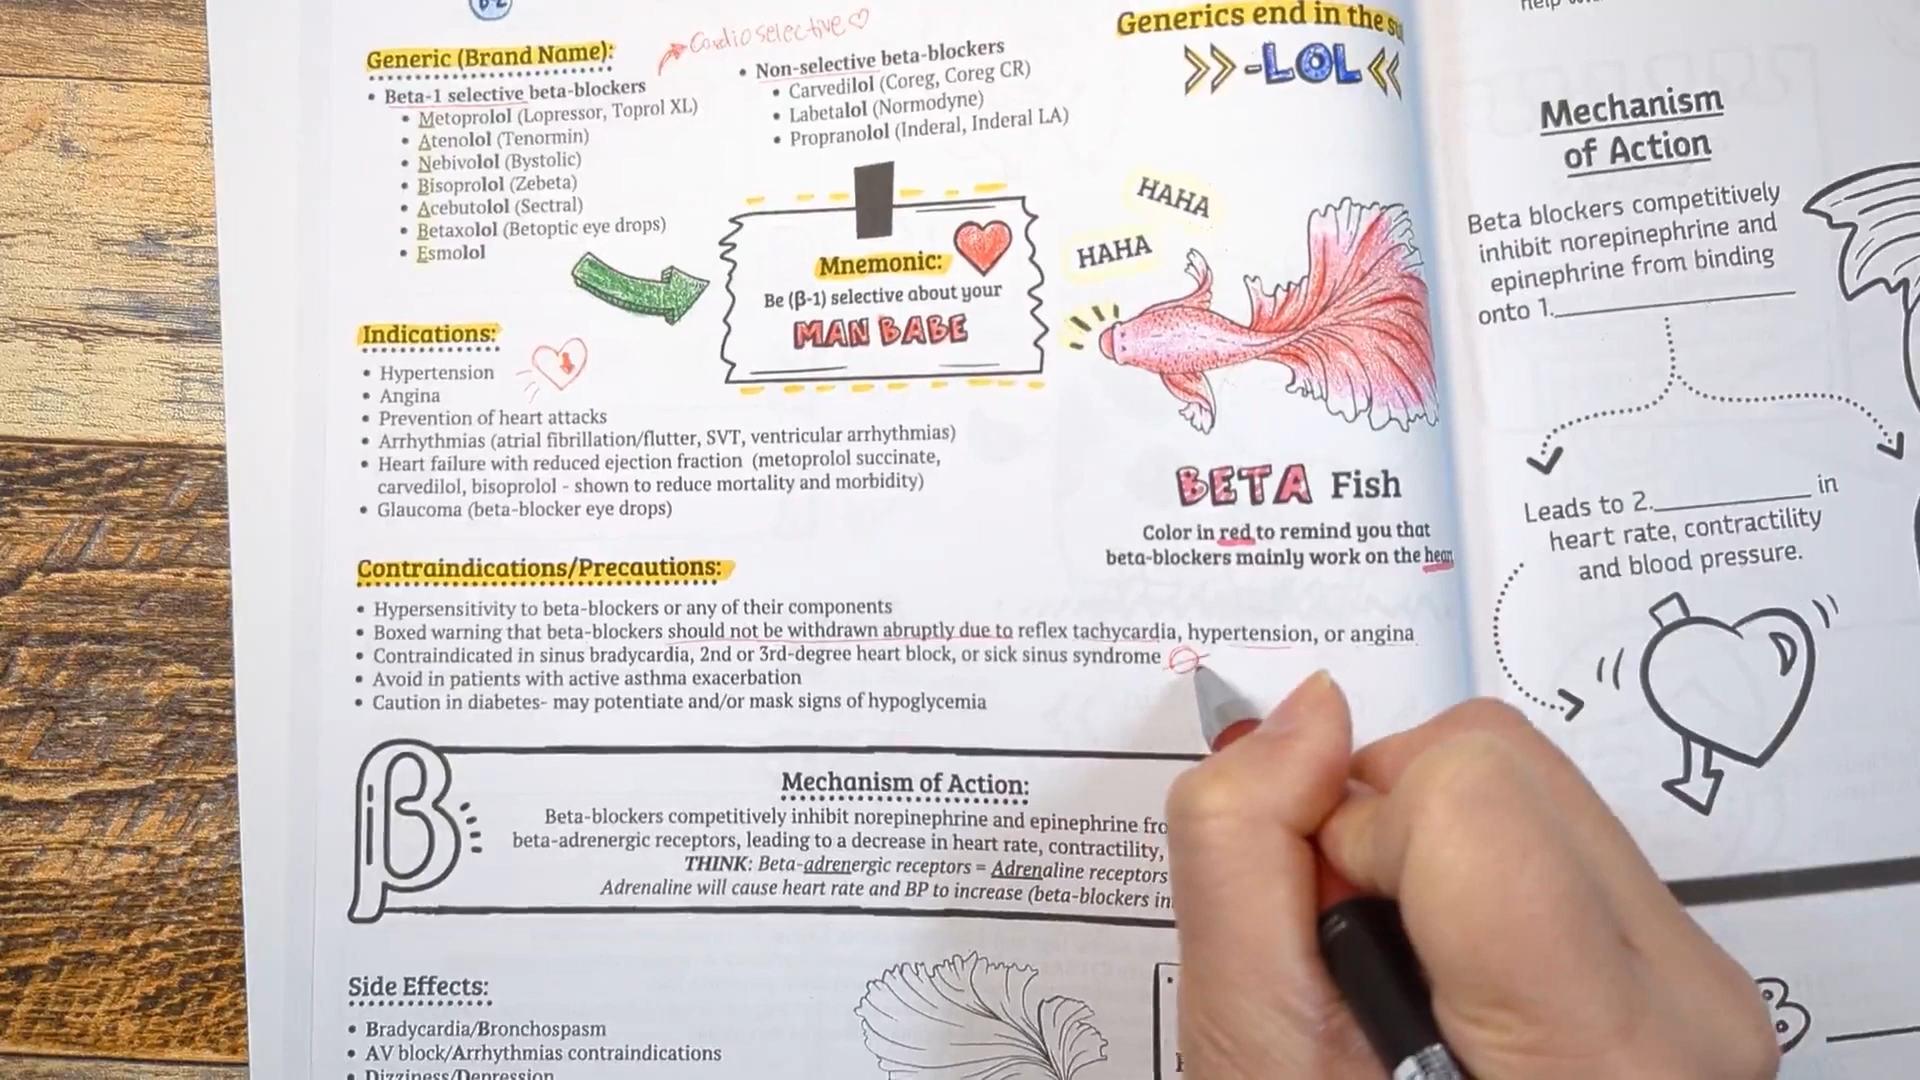 B-2
Generic (Brand Name):
Cardioselective
• Beta-1 selective beta-blockers
• Metoprolol (Lopressor, Toprol XL)
• Atenolol (Tenormin)
• Nebivolol (Bystolic)
• Bisoprolol (Zebeta)
• Acebutolol (Sectral)
• Betaxolol (Betoptic eye drops)
• Esmolol
• Non-selective beta-blockers
• Carvedilol (Coreg, Coreg CR)
• Labetalol (Normodyne)
• Propranolol (Inderal, Inderal LA)
Generics end in the
-LOL
HAHA
HAHA
Mnemonic:
Be (β-1) selective about your
MAN BABE
Indications:
• Hypertension
• Angina
• Prevention of heart attacks
• Arrhythmias (atrial fibrillation/flutter, SVT, ventricular arrhythmias)
• Heart failure with reduced ejection fraction (metoprolol succinate,
carvedilol, bisoprolol - shown to reduce mortality and morbidity)
• Glaucoma (beta-blocker eye drops)
BETA Fish
Color in red to remind you that
beta-blockers mainly work on the
Contraindications/Precautions:
• Hypersensitivity to beta-blockers or any of their components
• Boxed warning that beta-blockers should not be withdrawn abruptly due to reflex tachycardia, hypertension, or angina
• Contraindicated in sinus bradycardia, 2nd or 3rd-degree heart block, or sick sinus syndrome
• Avoid in patients with active asthma exacerbation
• Caution in diabetes- may potentiate and/or mask signs of hypoglycemia
β
Mechanism of Action:
Beta-blockers competitively inhibit norepinephrine and epinephrine
beta-adrenergic receptors, leading to a decrease in heart rate, contractility,
THINK: Beta-adrenergic receptors = Adrenaline receptors
Adrenaline will cause heart rate and BP to increase (beta-blockers
Side Effects:
• Bradycardia/Bronchospasm
• AV block/Arrhythmias contraindications
• Dizziness/Depression
help
Mechanism
of Action
Beta blockers competitively
inhibit norepinephrine and
epinephrine from binding
onto 1.
Leads to 2. in
heart rate, contractility
and blood pressure.